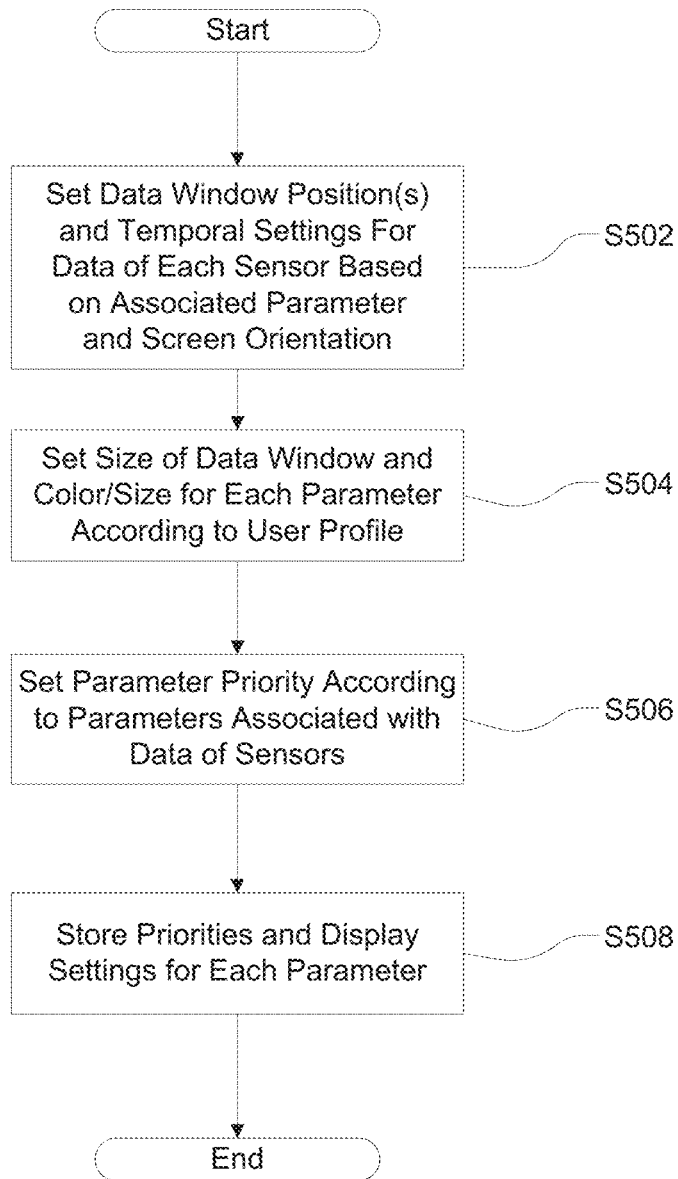 Start
Set Data Window Position(s)
and Temporal Settings For
Data of Each Sensor Based
on Associated Parameter
and Screen Orientation
S502
Set Size of Data Window and
Color/Size for Each Parameter
According to User Profile
S504
Set Parameter Priority According
to Parameters Associated with
Data of Sensors
S506
Store Priorities and Display
Settings for Each Parameter
S508
End